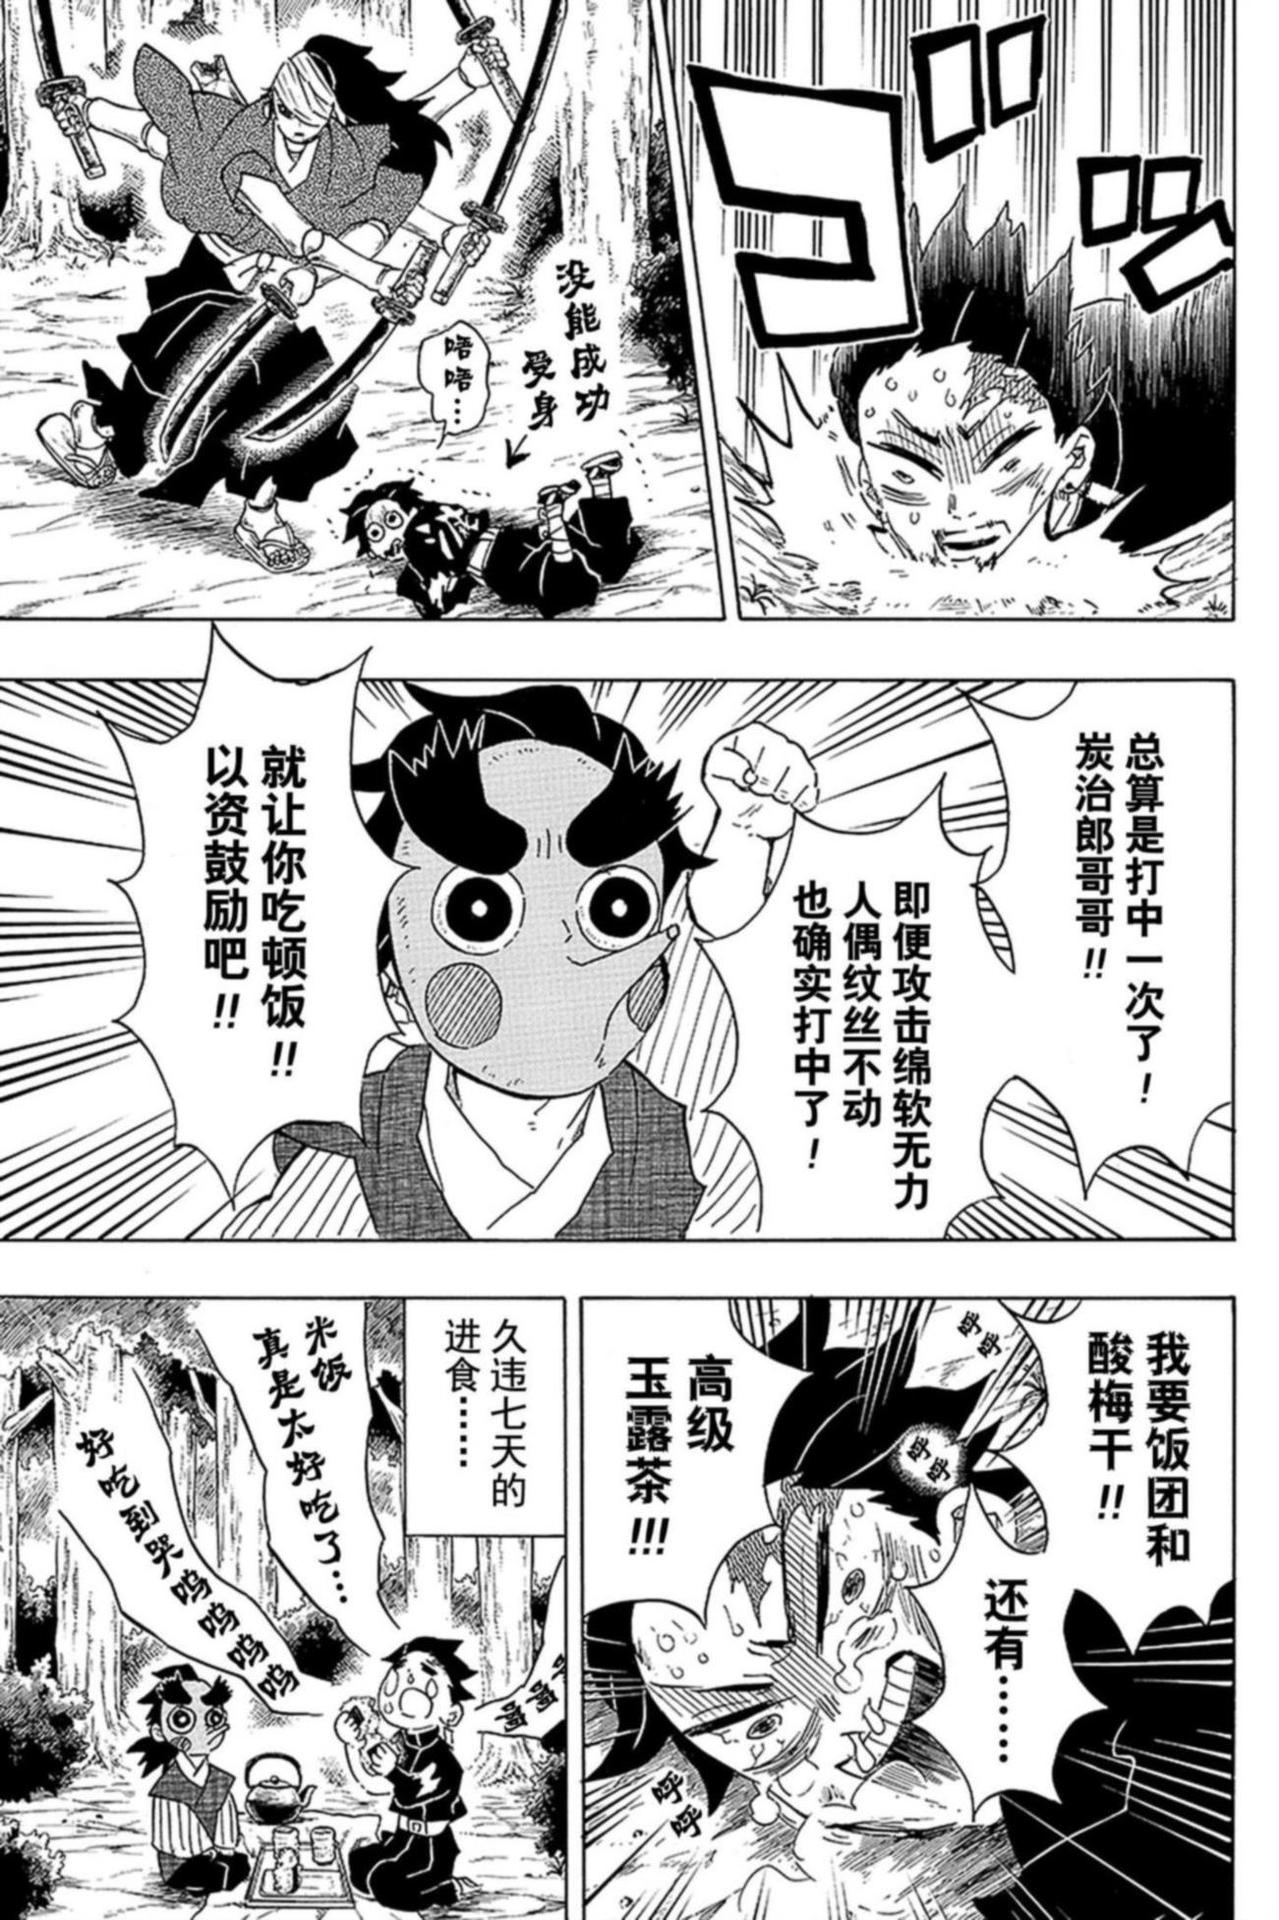 ゴロロロ
没能成功
受身
唔唔…
总算是打中一次了！
炭治郎哥哥!!
即便攻击绵软无力
人偶纹丝不动
也确实打中了！
就让你吃顿饭!!
以资鼓励吧!!
我要饭团和
酸梅干!!
还有……
高级
玉露茶!!!
呼呼
呼呼
呼呼
久违七天的
进食……
米饭
真是太好吃了…
好吃到哭呜呜呜呜
嗝嗝